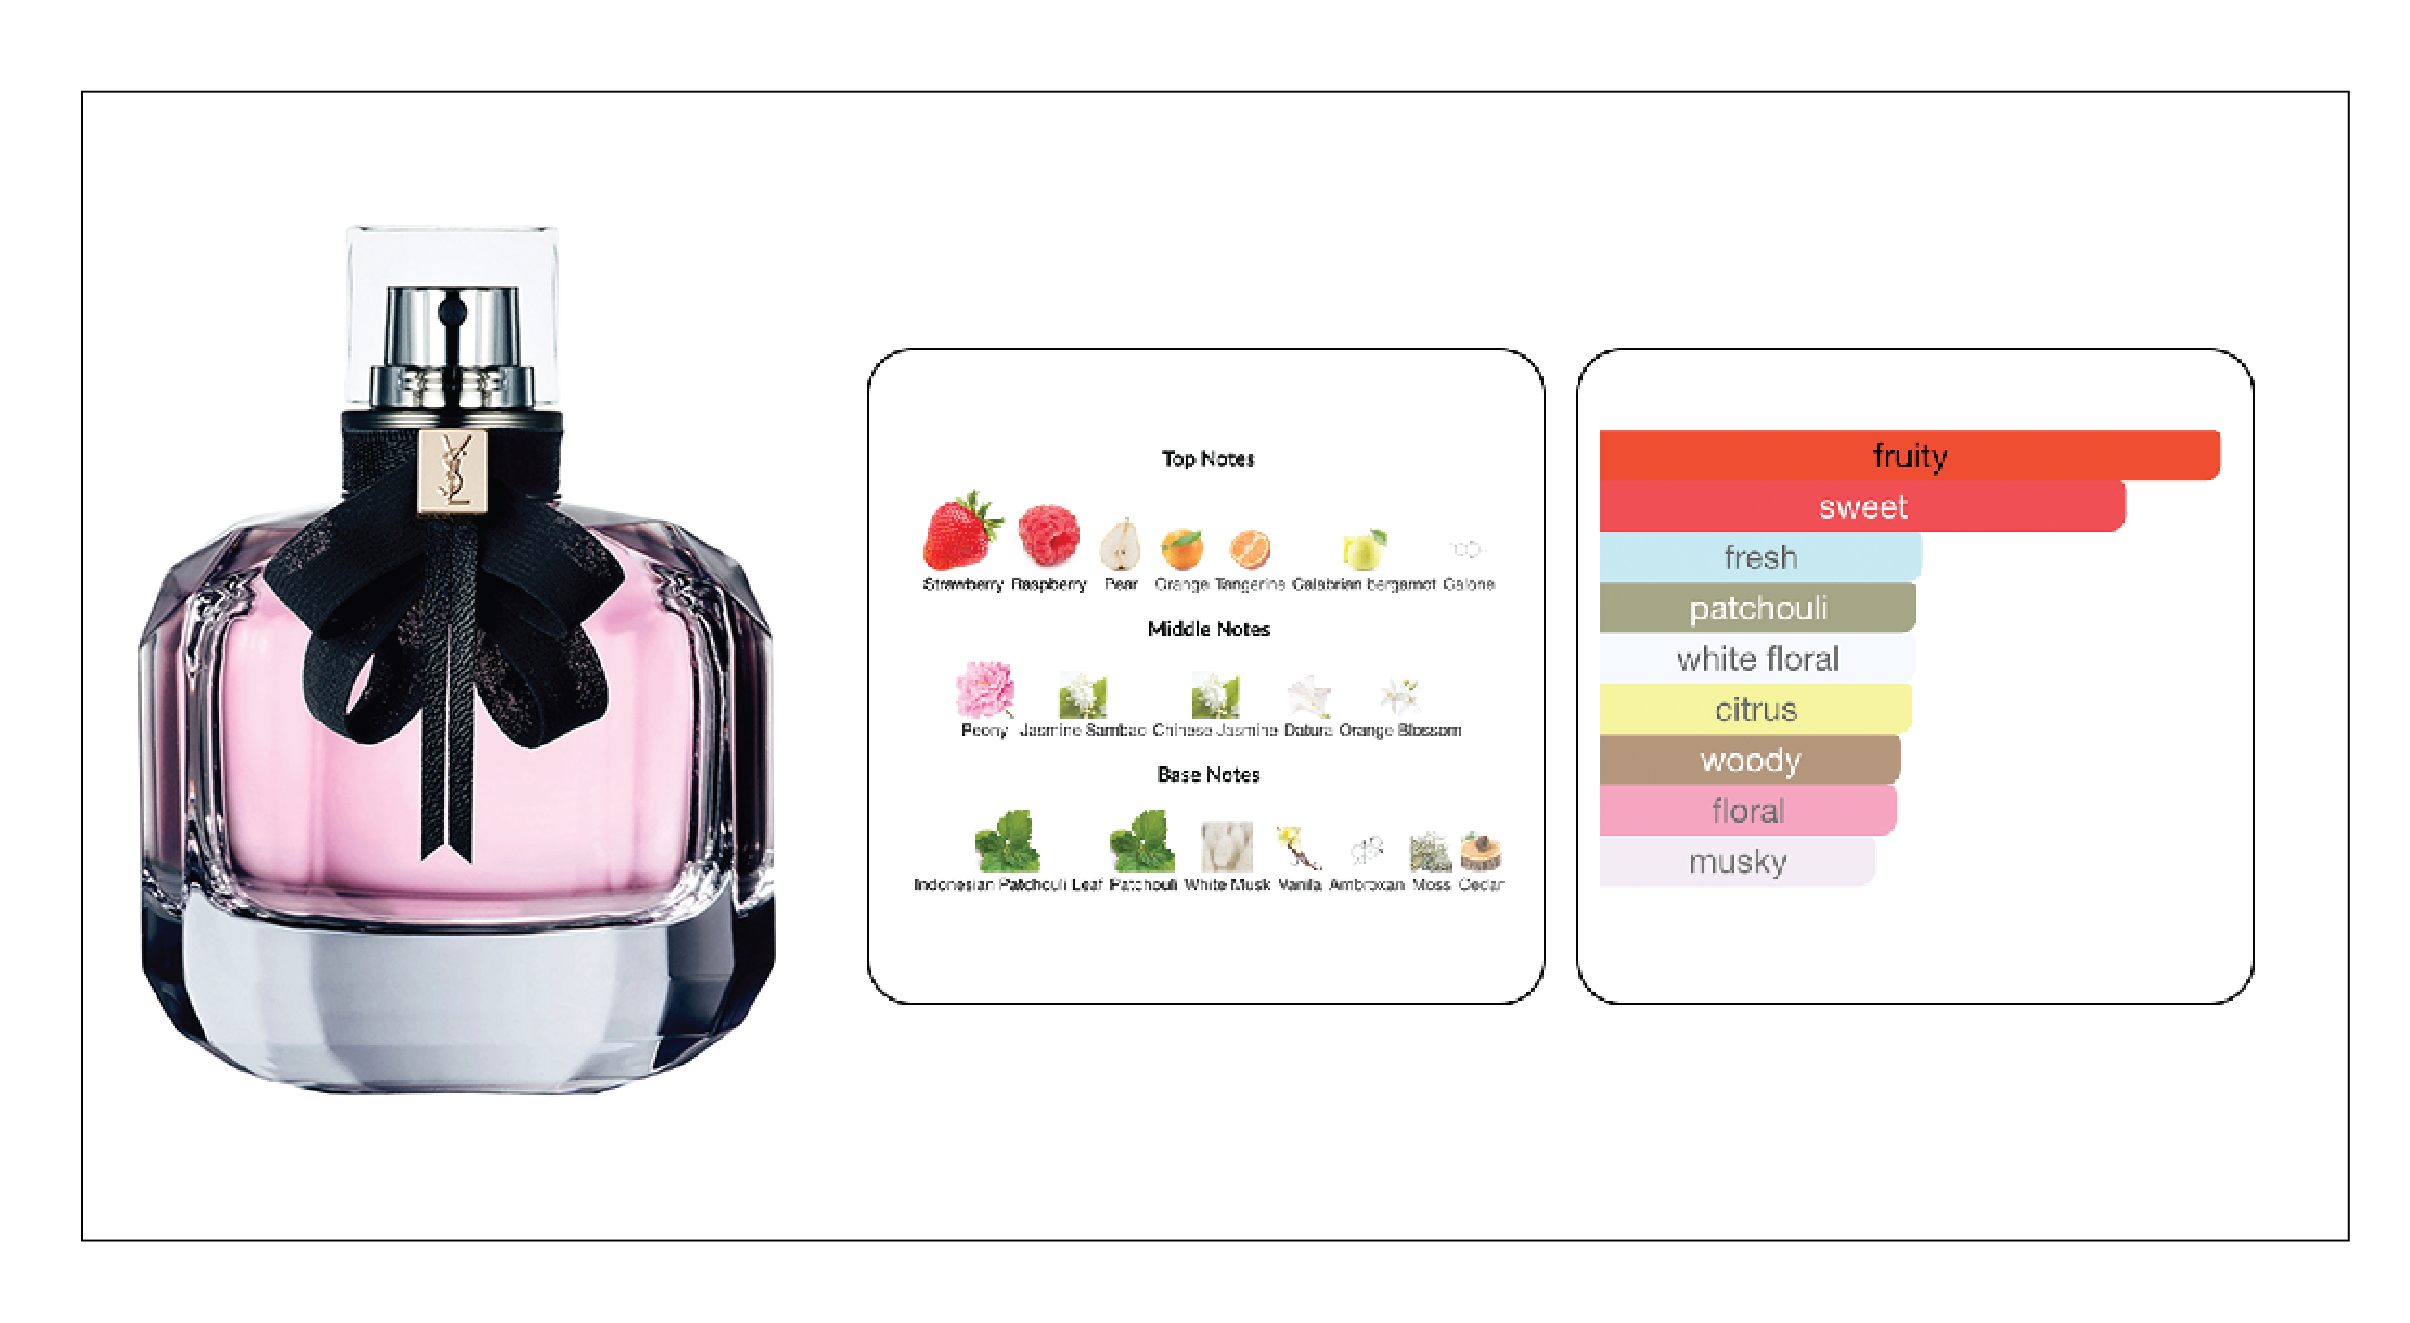 YSL
Top Notes
Strawberry Raspberry Pear Orange Tangerine Calabrian bergamot Calone
Middle Notes
Peony Jasmine Sambac Chinese Jasmine Datura Orange Blossom
Base Notes
Indonesian Patchouli Leaf Patchouli White Musk Vanila Ambroxan Moss Cedar
fruity
sweet
fresh
patchouli
white floral
citrus
woody
floral
musky